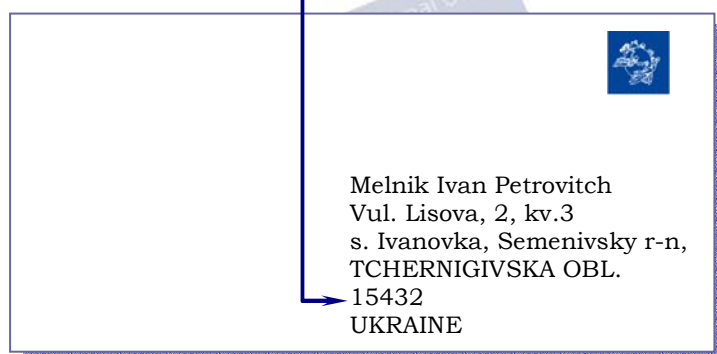 Melnik Ivan Petrovitch
Vul. Lisova, 2, kv.3
s. Ivanovka, Semenivsky r-n,
TCHERNIGIVSKA OBL.
15432
UKRAINE